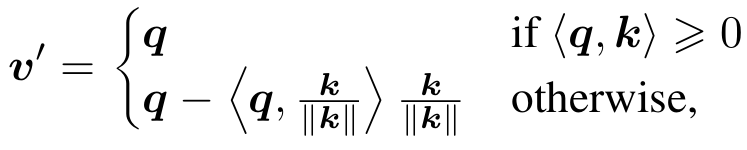 v′ = { q if ⟨q, k⟩ ⩾ 0
q − ⟨q, k/‖k‖⟩ k/‖k‖ otherwise,